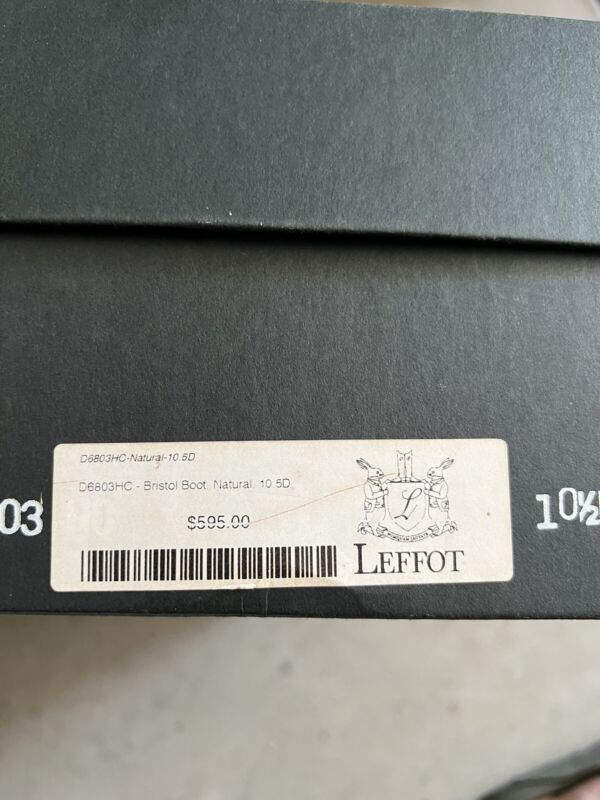 D6803HC-Natural-10.5D
D6803HC - Bristol Boot, Natural, 10.5D
$595.00
03
10½
L
LEFFOT